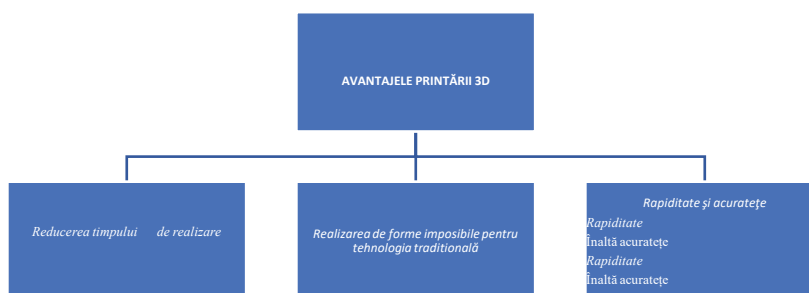 AVANTAJELE PRINTĂRII 3D
Reducerea timpului de realizare
Realizarea de forme imposibile pentru
tehnologia traditională
Rapiditate și acuratețe
Rapiditate
Înaltă acuratețe
Rapiditate
Înaltă acuratețe